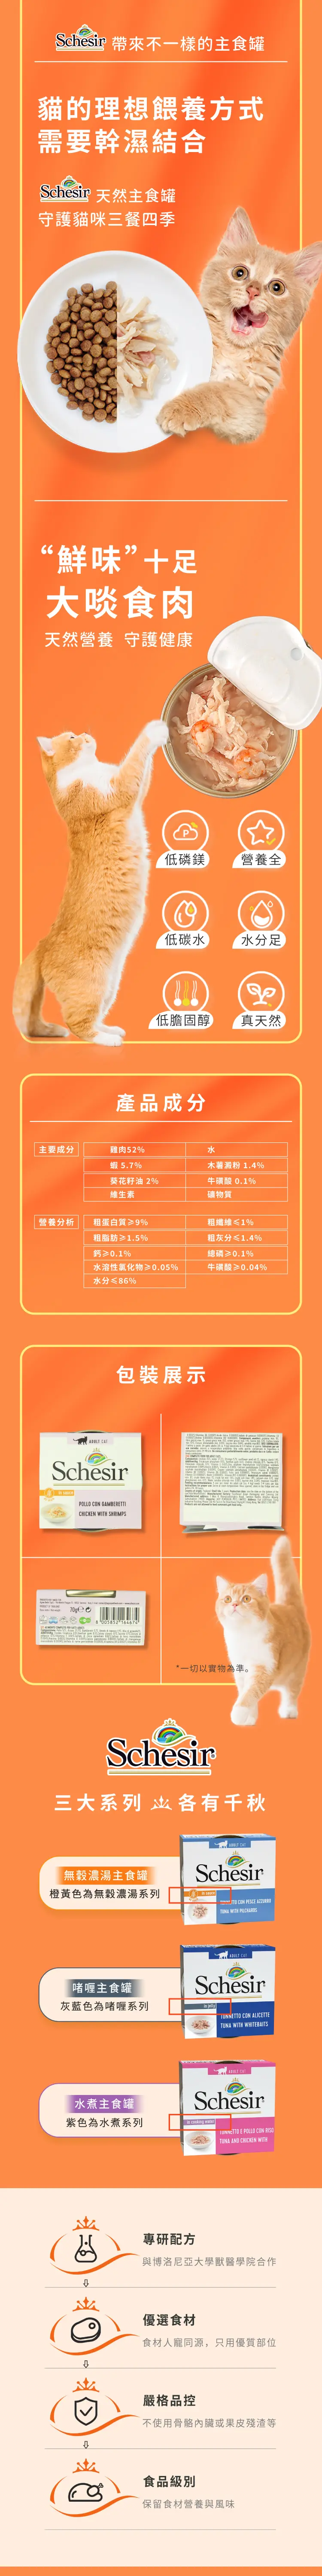 Schesir 帶來不一樣的主食罐
貓的理想餵養方式
需要幹濕結合
Schesir 天然主食罐
守護貓咪三餐四季
“鮮味”十足
大啖食肉
天然營養 守護健康
P
低磷鎂 營養全
低碳水 水分足
低膽固醇 真天然
產品成分
主要成分 雞肉52% 水
蝦 5.7% 木薯澱粉 1.4%
葵花籽油 2% 牛磺酸 0.1%
維生素 礦物質
營養分析 粗蛋白質≥9% 粗纖維≤1%
粗脂肪≥1.5% 粗灰分≤1.4%
鈣≥0.1% 總磷≥0.1%
水溶性氯化物≥0.05% 牛磺酸≥0.04%
水分≤86%
包裝展示
ADULT CAT
Schesir
POLLO CON GAMBERETTI
CHICKEN WITH SHRIMPS
70g
*一切以實物為準。
Schesir
三大系列 各有千秋
無穀濃湯主食罐
橙黃色為無穀濃湯系列
ADULT CAT
Schesir
TUNA WITH PILCHARDS
啫喱主食罐
灰藍色為啫喱系列
ADULT CAT
Schesir
TONNETTO CON ALICETTE
TUNA WITH WHITEBAITS
水煮主食罐
紫色為水煮系列
ADULT CAT
Schesir
TUNA AND CHICKEN WITH
專研配方
與博洛尼亞大學獸醫學院合作
優選食材
食材人寵同源，只用優質部位
嚴格品控
不使用骨骼內臟或果皮殘渣等
食品級別
保留食材營養與風味